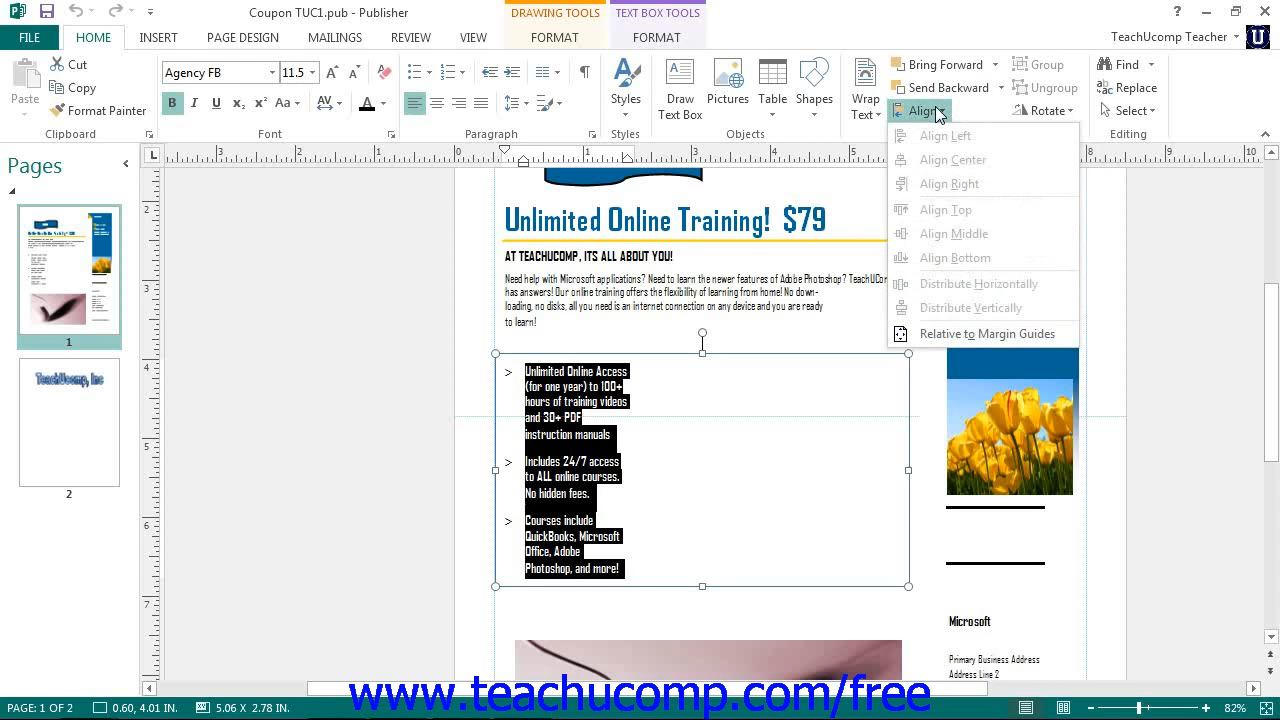 Coupon TUC1.pub - Publisher
DRAWING TOOLS
TEXT BOX TOOLS
FILE
HOME
INSERT
PAGE DESIGN
MAILINGS
REVIEW
VIEW
FORMAT
FORMAT
TeachUcomp Teacher
Paste
Cut
Copy
Format Painter
Clipboard
Agency FB
11.5
Font
Paragraph
Styles
Styles
Draw
Text Box
Pictures
Table
Shapes
Objects
Wrap
Text
Bring Forward
Send Backward
Align
Group
Ungroup
Rotate
Find
Replace
Select
Editing
Align Left
Align Center
Align Right
Align Top
Align Middle
Align Bottom
Distribute Horizontally
Distribute Vertically
Relative to Margin Guides
Pages
1
TeachUcomp, Inc
2
Unlimited Online Training! $79
AT TEACHUCOMP, ITS ALL ABOUT YOU!
Need help with Microsoft applications? Need to learn the newer features of Adobe Photoshop? TeachUCom
has answers! Our online training offers the flexibility of learning from home! No down-
loading, no disks, all you need is an internet connection on any device and you're ready
to learn!
> Unlimited Online Access
(for one year) to 100+
hours of training videos
and 30+ PDF
instruction manuals
> Includes 24/7 access
to ALL online courses.
No hidden fees.
> Courses include
QuickBooks, Microsoft
Office, Adobe
Photoshop, and more!
Microsoft
Primary Business Address
Address Line 2
www.teachucomp.com/free
PAGE: 1 OF 2
0.60, 4.01 IN.
5.06 X 2.78 IN.
82%